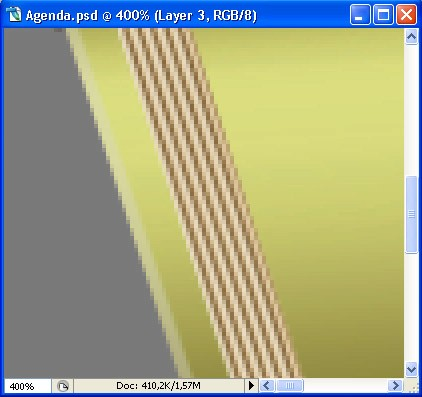 Agenda.psd @ 400% (Layer 3, RGB/8)
400%
Doc: 410,2K/1,57M